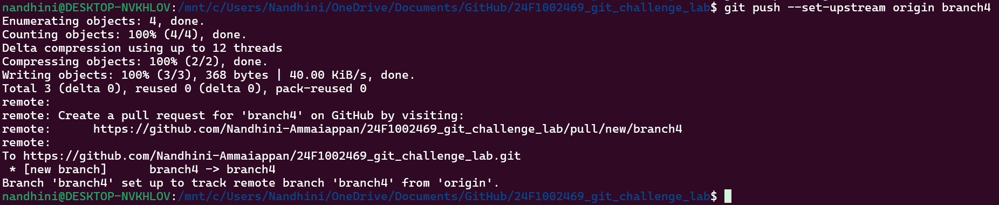 nandhini@DESKTOP-NVKHLOV:/mnt/c/Users/Nandhini/OneDrive/Documents/GitHub/24F1002469_git_challenge_lab$ git push --set-upstream origin branch4
Enumerating objects: 4, done.
Counting objects: 100% (4/4), done.
Delta compression using up to 12 threads
Compressing objects: 100% (2/2), done.
Writing objects: 100% (3/3), 368 bytes | 40.00 KiB/s, done.
Total 3 (delta 0), reused 0 (delta 0), pack-reused 0
remote:
remote: Create a pull request for 'branch4' on GitHub by visiting:
remote:      https://github.com/Nandhini-Ammaiappan/24F1002469_git_challenge_lab/pull/new/branch4
remote:
To https://github.com/Nandhini-Ammaiappan/24F1002469_git_challenge_lab.git
 * [new branch]      branch4 -> branch4
Branch 'branch4' set up to track remote branch 'branch4' from 'origin'.
nandhini@DESKTOP-NVKHLOV:/mnt/c/Users/Nandhini/OneDrive/Documents/GitHub/24F1002469_git_challenge_lab$